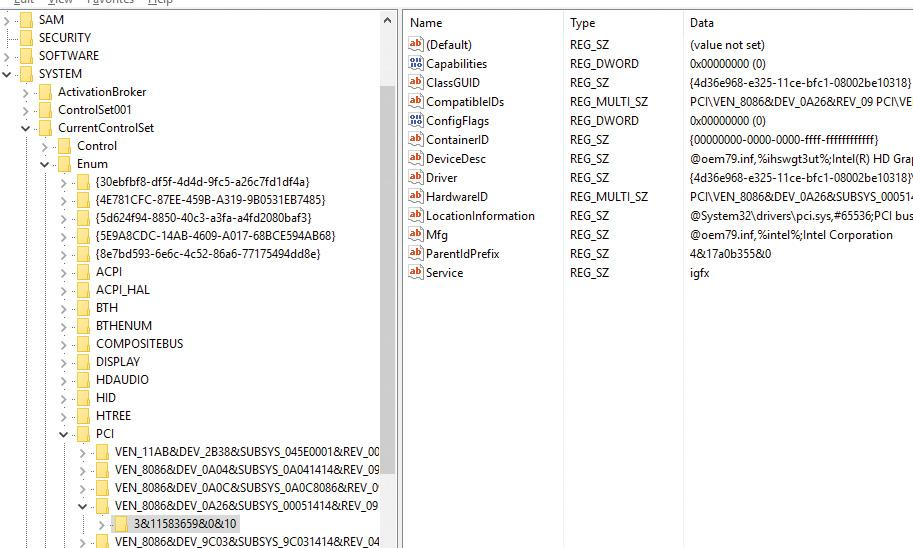 Edit View Favorites Help
SAM
SECURITY
SOFTWARE
SYSTEM
ActivationBroker
ControlSet001
CurrentControlSet
Control
Enum
{30ebfbf8-df5f-4d4d-9fc5-a26c7fd1df4a}
{4E781CFC-87EE-459B-A319-9B0531EB7485}
{5d624f94-8850-40c3-a3fa-a4fd2080baf3}
{5E9A8CDC-14AB-4609-A017-68BCE594AB68}
{8e7bd593-6e6c-4c52-86a6-77175494dd8e}
ACPI
ACPI_HAL
BTH
BTHENUM
COMPOSITEBUS
DISPLAY
HDAUDIO
HID
HTREE
PCI
VEN_11AB&DEV_2B38&SUBSYS_045E0001&REV_00
VEN_8086&DEV_0A04&SUBSYS_0A041414&REV_09
VEN_8086&DEV_0A0C&SUBSYS_0A0C8086&REV_09
VEN_8086&DEV_0A26&SUBSYS_00051414&REV_09
3&11583659&0&10
VEN_8086&DEV_9C03&SUBSYS_9C031414&REV_04
Name Type Data
(Default) REG_SZ (value not set)
Capabilities REG_DWORD 0x00000000 (0)
ClassGUID REG_SZ {4d36e968-e325-11ce-bfc1-08002be10318}
CompatibleIDs REG_MULTI_SZ PCI\VEN_8086&DEV_0A26&REV_09 PCI\VE
ConfigFlags REG_DWORD 0x00000000 (0)
ContainerID REG_SZ {00000000-0000-0000-ffff-ffffffffffff}
DeviceDesc REG_SZ @oem79.inf,%ihswgt3ut%;Intel(R) HD Grap
Driver REG_SZ {4d36e968-e325-11ce-bfc1-08002be10318}\
HardwareID REG_MULTI_SZ PCI\VEN_8086&DEV_0A26&SUBSYS_000514
LocationInformation REG_SZ @System32\drivers\pci.sys,#65536;PCI bus
Mfg REG_SZ @oem79.inf,%intel%;Intel Corporation
ParentIdPrefix REG_SZ 4&17a0b355&0
Service REG_SZ igfx